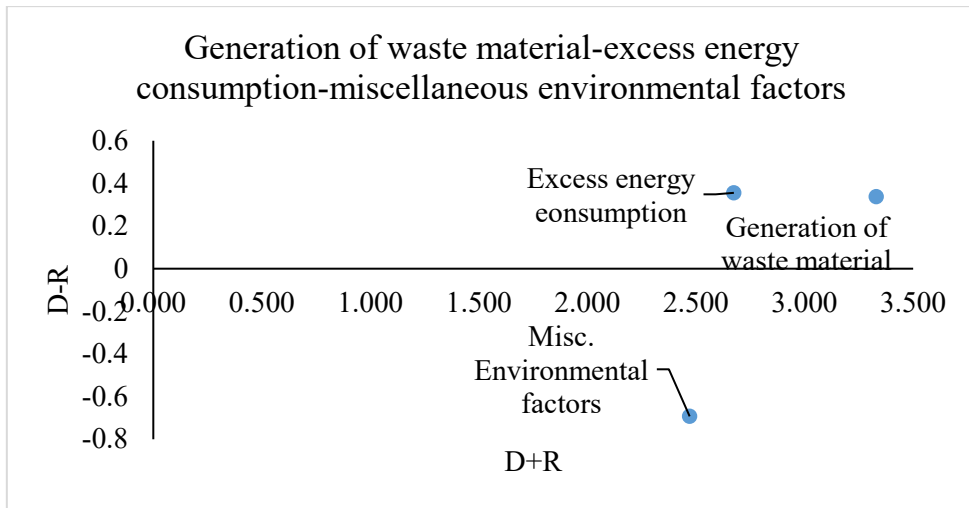 Generation of waste material-excess energy
consumption-miscellaneous environmental factors
0.6
0.4
0.2
0
-0.2
-0.4
-0.6
-0.8
D-R
Excess energy
eonsumption
Generation of
waste material
0.000 0.500 1.000 1.500 2.000 2.500 3.000 3.500
Misc.
Environmental
factors
D+R